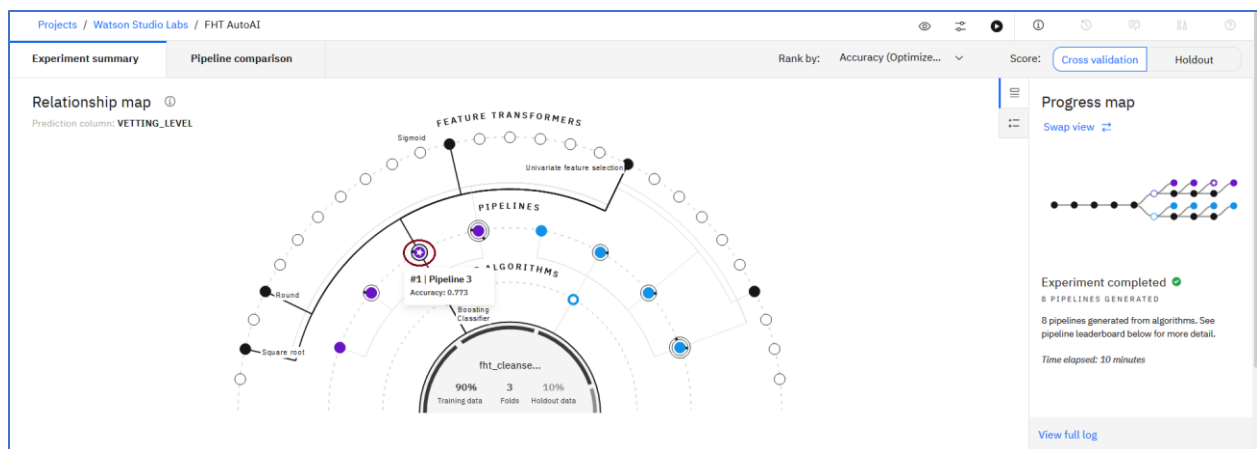 Projects / Watson Studio Labs / FHT AutoAI
Experiment summary
Pipeline comparison
Rank by: Accuracy (Optimize...
Score: Cross validation Holdout
Relationship map
Prediction column: VETTING_LEVEL
FEATURE TRANSFORMERS
Sigmoid
Univariate feature selection
PIPELINES
ALGORITHMS
#1 | Pipeline 3
Accuracy: 0.773
Round
Boosting
Classifier
Square root
fht_cleanse...
90% 3 10%
Training data Folds Holdout data
Progress map
Swap view
Experiment completed
8 PIPELINES GENERATED
8 pipelines generated from algorithms. See
pipeline leaderboard below for more detail.
Time elapsed: 10 minutes
View full log